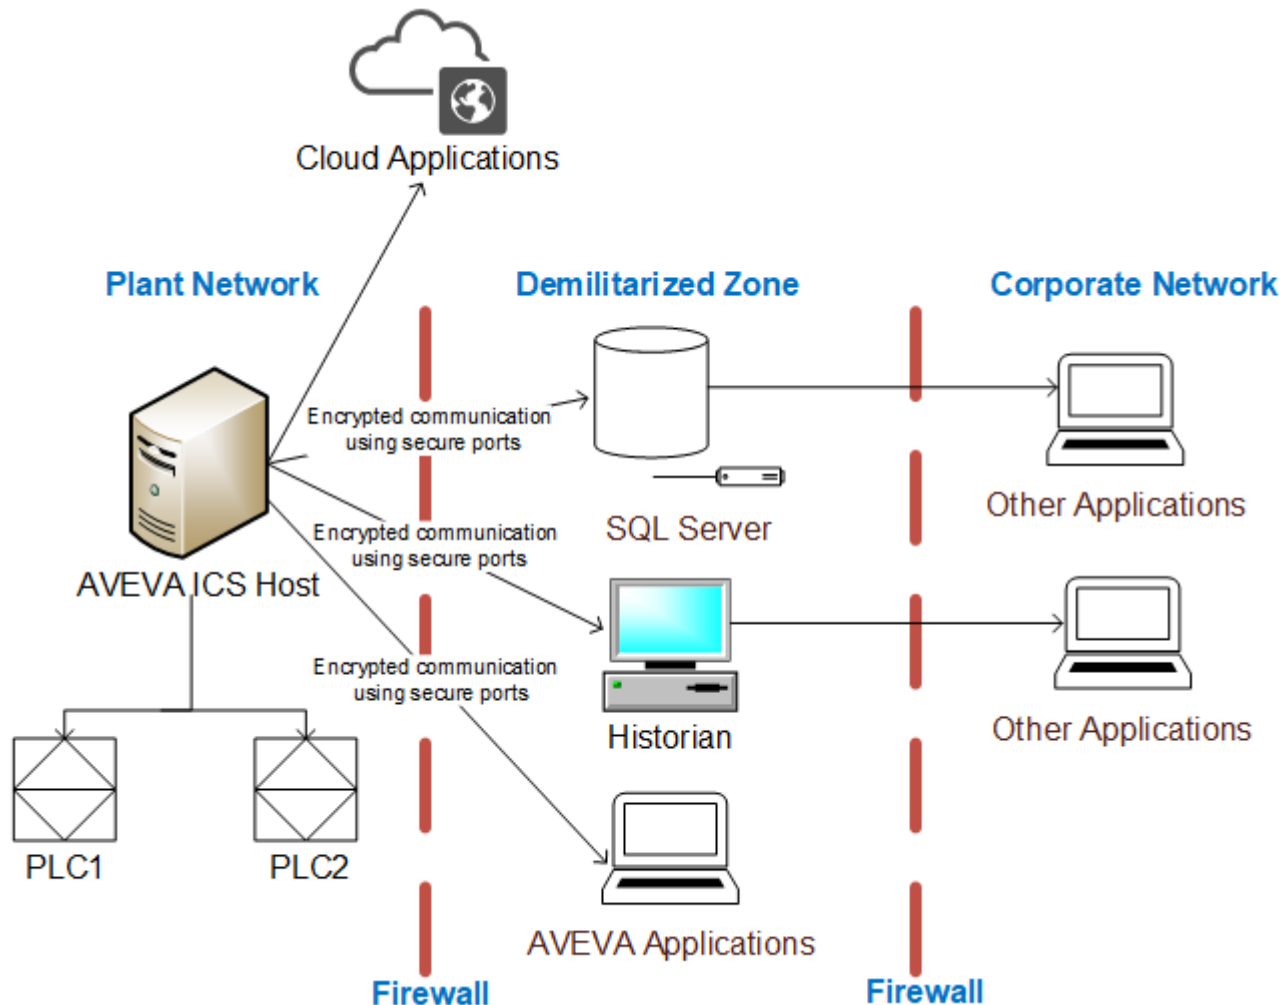 Cloud Applications
Plant Network
Demilitarized Zone
Corporate Network
Encrypted communication
using secure ports
Other Applications
SQL Server
Encrypted communication
using secure ports
AVEVA ICS Host
Encrypted communication
using secure ports
Historian
Other Applications
PLC1
PLC2
AVEVA Applications
Firewall
Firewall